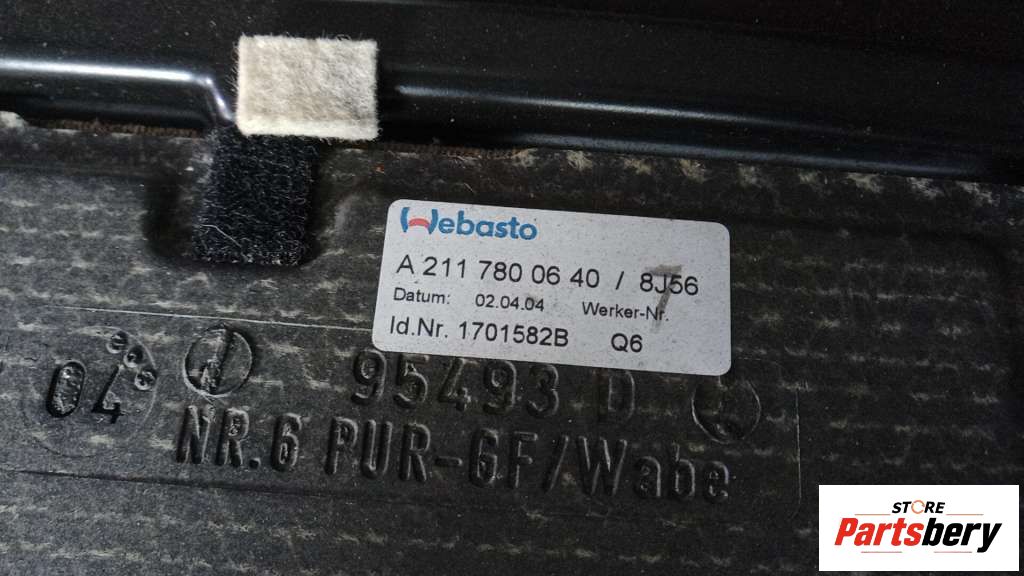 Webasto
A 211 780 06 40 / 8J56
Datum: 02.04.04 Werker-Nr. 7
Id.Nr. 1701582B Q6
04
95493 D
NR.6 PUR-GF/Wabe
STORE
Partsbery